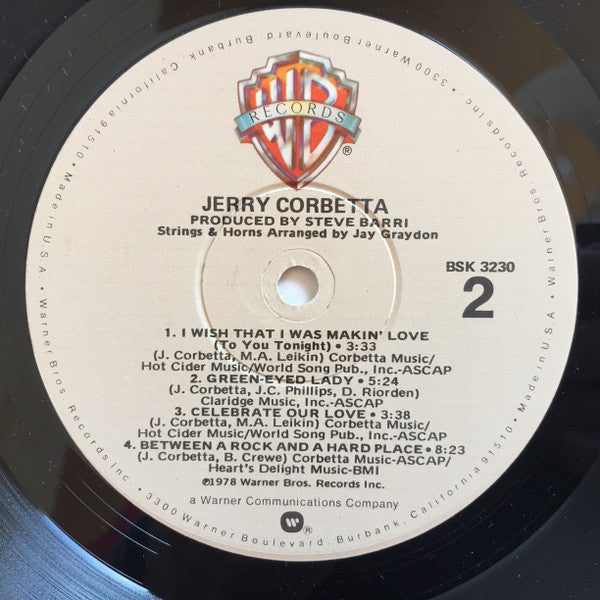 WB
RECORDS
®
JERRY CORBETTA
PRODUCED BY STEVE BARRI
Strings & Horns Arranged by Jay Graydon
BSK 3230
2
1. I WISH THAT I WAS MAKIN' LOVE
(To You Tonight) • 3:33
(J. Corbetta, M.A. Leikin) Corbetta Music/
Hot Cider Music/World Song Pub., Inc.-ASCAP
2. GREEN-EYED LADY • 5:24
(J. Corbetta, J.C. Phillips, D. Riorden)
Claridge Music, Inc.-ASCAP
3. CELEBRATE OUR LOVE • 3:38
(J. Corbetta, M.A. Leikin) Corbetta Music/
Hot Cider Music/World Song Pub., Inc.-ASCAP
4. BETWEEN A ROCK AND A HARD PLACE • 8:23
(J. Corbetta, B. Crewe) Corbetta Music-ASCAP/
Heart's Delight Music-BMI
℗1978 Warner Bros. Records Inc.
a Warner Communications Company
W ®
Warner Bros. Records Inc. • 3300 Warner Boulevard, Burbank, California 91510 • Made in U.S.A. • Warner Bros. Records Inc. • 3300 Warner Boulevard, Burbank, California 91510 • Made in U.S.A. •